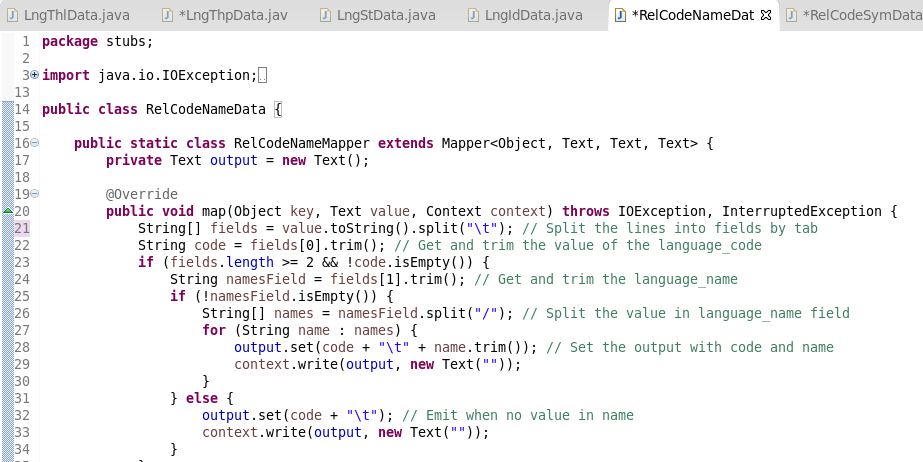 LngThlData.java *LngThpData.jav LngStData.java LngIdData.java *RelCodeNameDat *RelCodeSymData
1 package stubs;
2
3 import java.io.IOException;
13
14 public class RelCodeNameData {
15
16 public static class RelCodeNameMapper extends Mapper<Object, Text, Text, Text> {
17 private Text output = new Text();
18
19 @Override
20 public void map(Object key, Text value, Context context) throws IOException, InterruptedException {
21 String[] fields = value.toString().split("\t"); // Split the lines into fields by tab
22 String code = fields[0].trim(); // Get and trim the value of the language_code
23 if (fields.length >= 2 && !code.isEmpty()) {
24 String namesField = fields[1].trim(); // Get and trim the language_name
25 if (!namesField.isEmpty()) {
26 String[] names = namesField.split("/"); // Split the value in language_name field
27 for (String name : names) {
28 output.set(code + "\t" + name.trim()); // Set the output with code and name
29 context.write(output, new Text(""));
30 }
31 } else {
32 output.set(code + "\t"); // Emit when no value in name
33 context.write(output, new Text(""));
34 }